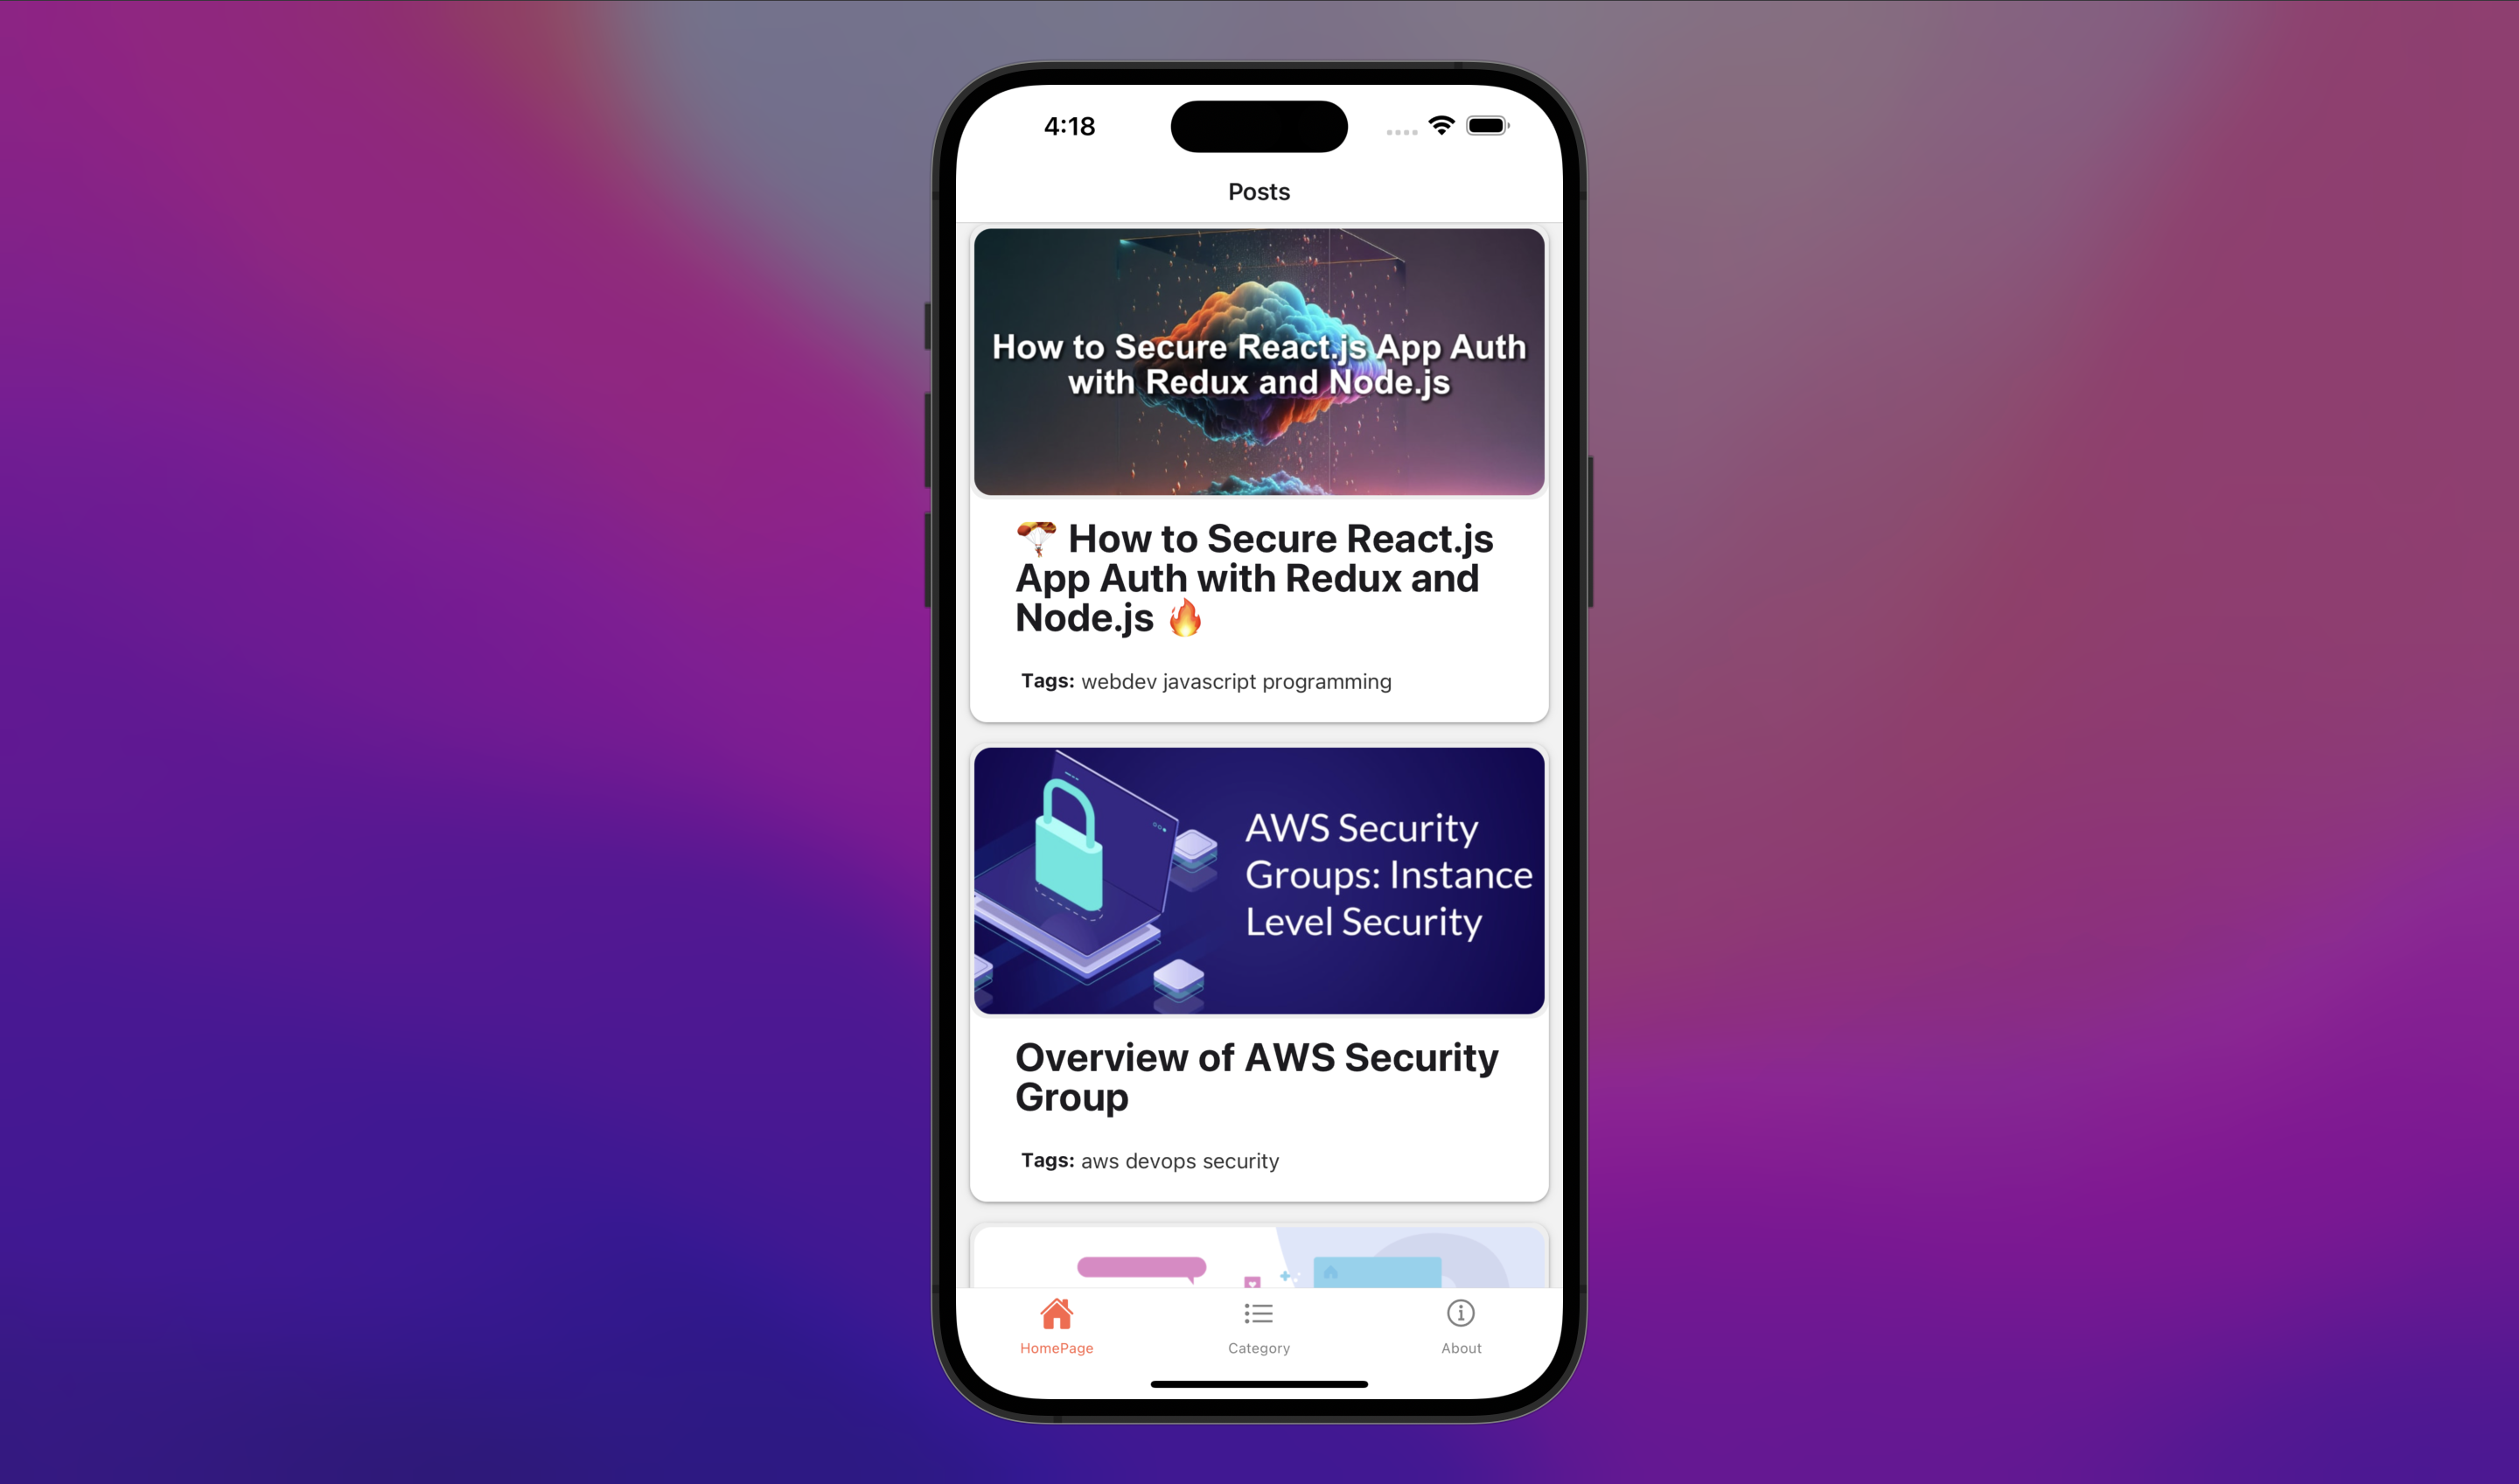 4:18
Posts
How to Secure React.js App Auth
with Redux and Node.js
🪂 How to Secure React.js
App Auth with Redux and
Node.js 🔥
Tags: webdev javascript programming
AWS Security
Groups: Instance
Level Security
Overview of AWS Security
Group
Tags: aws devops security
HomePage
Category
About